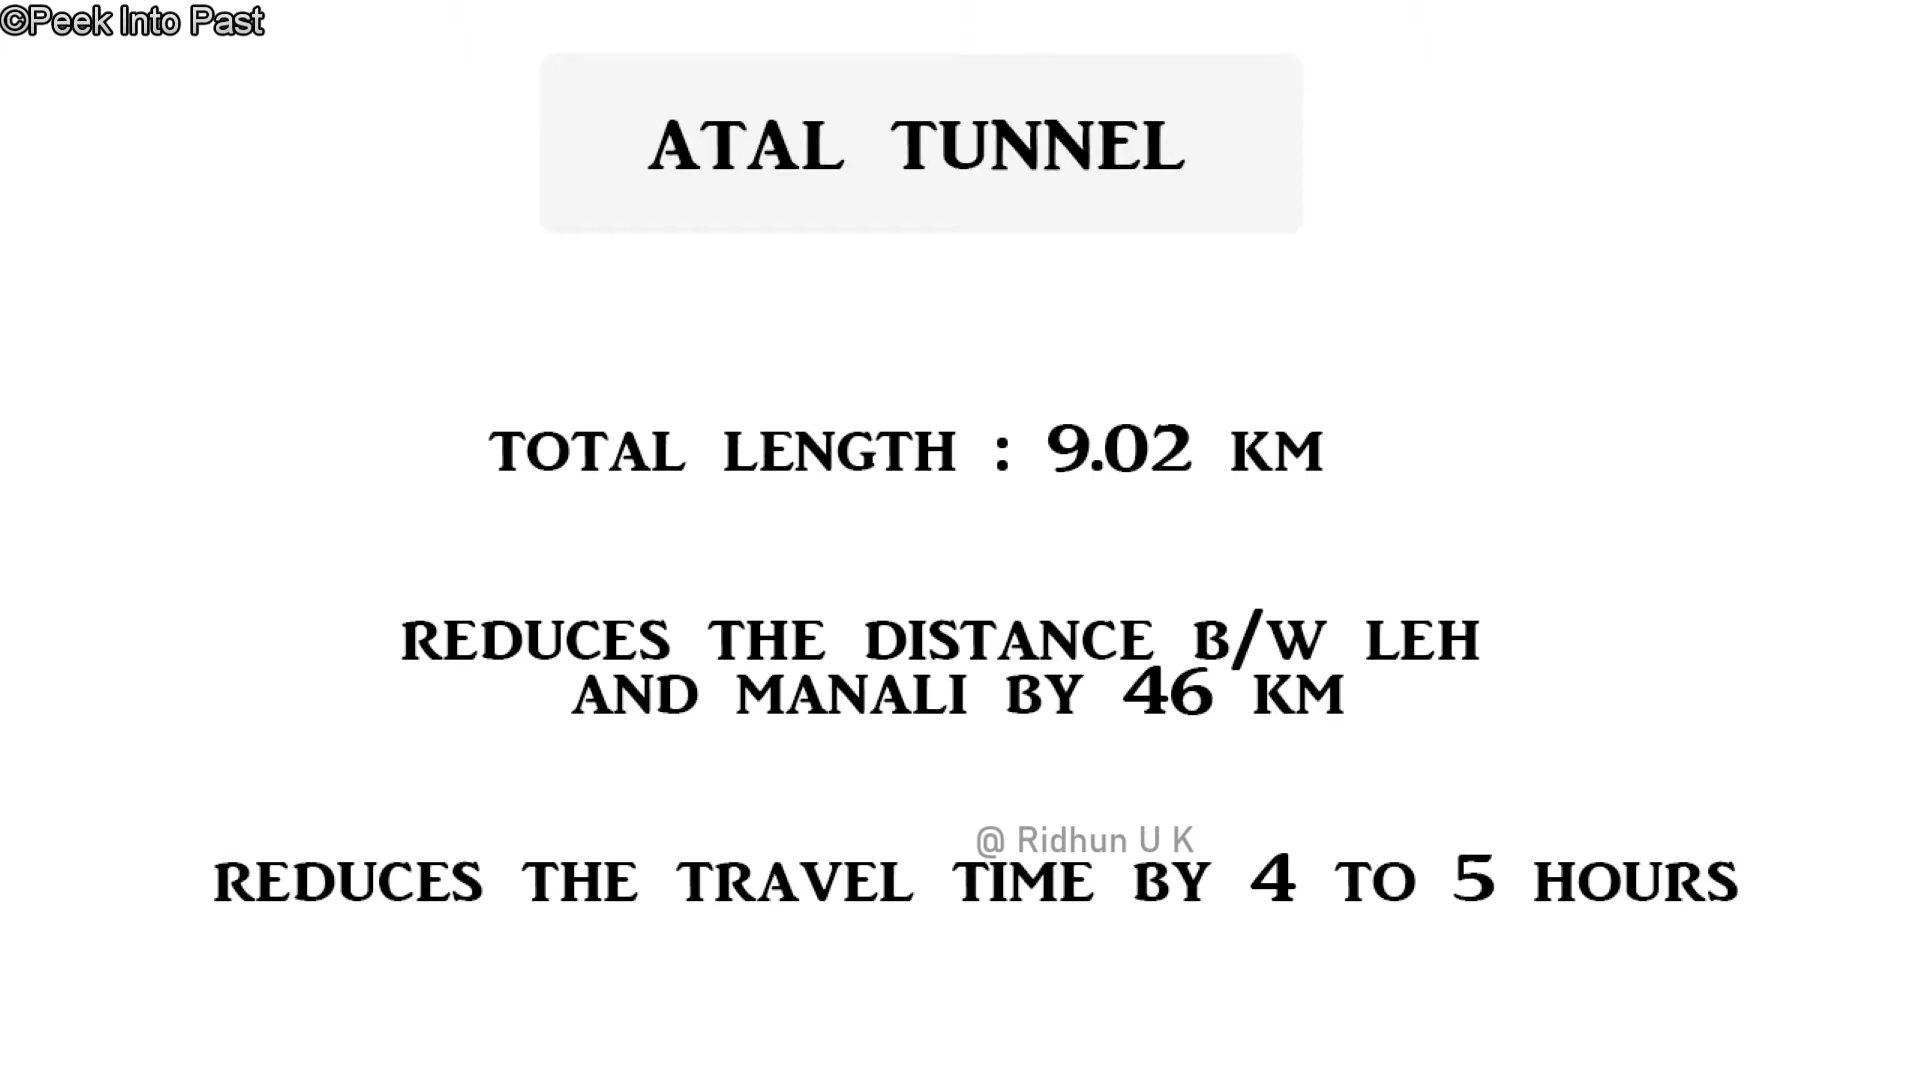 ©Peek Into Past
ATAL TUNNEL
TOTAL LENGTH : 9.02 KM
REDUCES THE DISTANCE B/W LEH
AND MANALI BY 46 KM
@ Ridhun U K
REDUCES THE TRAVEL TIME BY 4 TO 5 HOURS